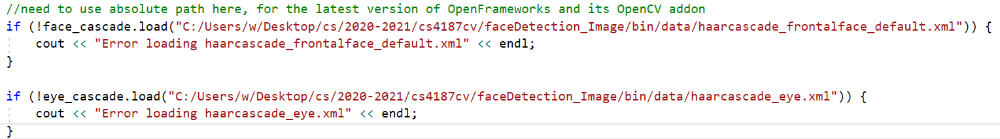 //need to use absolute path here, for the latest version of OpenFrameworks and its OpenCV addon
if (!face_cascade.load("C:/Users/w/Desktop/cs/2020-2021/cs4187cv/faceDetection_Image/bin/data/haarcascade_frontalface_default.xml")) {
    cout << "Error loading haarcascade_frontalface_default.xml" << endl;
}

if (!eye_cascade.load("C:/Users/w/Desktop/cs/2020-2021/cs4187cv/faceDetection_Image/bin/data/haarcascade_eye.xml")) {
    cout << "Error loading haarcascade_eye.xml" << endl;
}